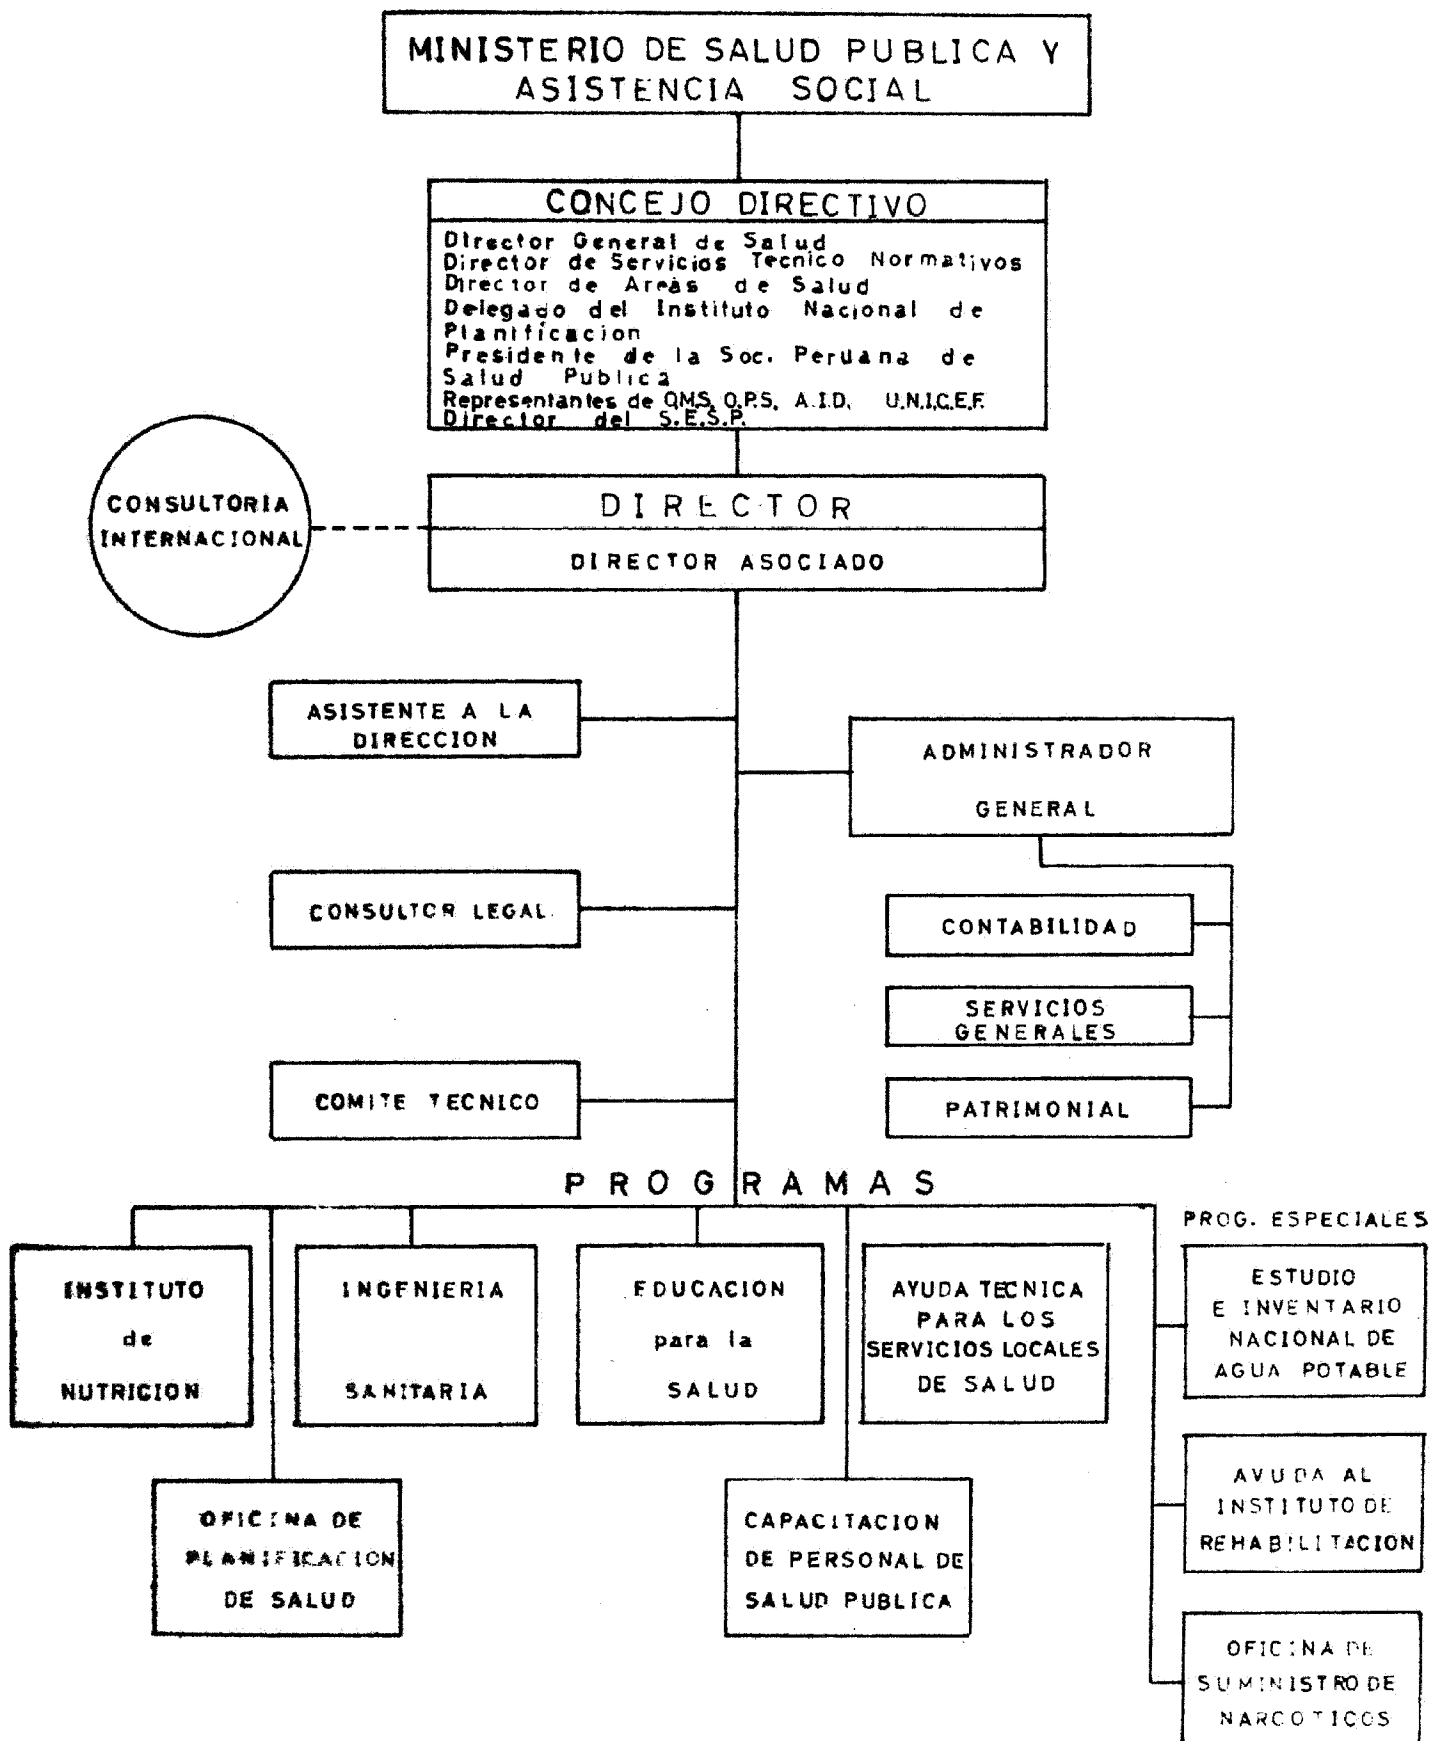 MINISTERIO DE SALUD PUBLICA Y
ASISTENCIA SOCIAL
CONCEJO DIRECTIVO
Director General de Salud
Director de Servicios Tecnico Normativos
Director de Areas de Salud
Delegado del Instituto Nacional de
Planificacion
Presidente de la Soc. Peruana de
Salud Publica
Representantes de O.M.S, O.P.S, A.I.D. U.N.I.C.E.F.
Director del S.E.S.P.
CONSULTORIA
INTERNACIONAL
DIRECTOR
DIRECTOR ASOCIADO
ASISTENTE A LA
DIRECCION
ADMINISTRADOR
GENERAL
CONSULTOR LEGAL
CONTABILIDAD
SERVICIOS
GENERALES
COMITE TECNICO
PATRIMONIAL
PROGRAMAS
INSTITUTO
de
NUTRICION
INGENIERIA
SANITARIA
EDUCACION
para la
SALUD
AYUDA TECNICA
PARA LOS
SERVICIOS LOCALES
DE SALUD
PROG. ESPECIALES
ESTUDIO
E INVENTARIO
NACIONAL DE
AGUA POTABLE
OFICINA DE
PLANIFICACION
DE SALUD
CAPACITACION
DE PERSONAL DE
SALUD PUBLICA
AYUDA AL
INSTITUTO DE
REHABILITACION
OFICINA DE
SUMINISTRO DE
NARCOTICOS